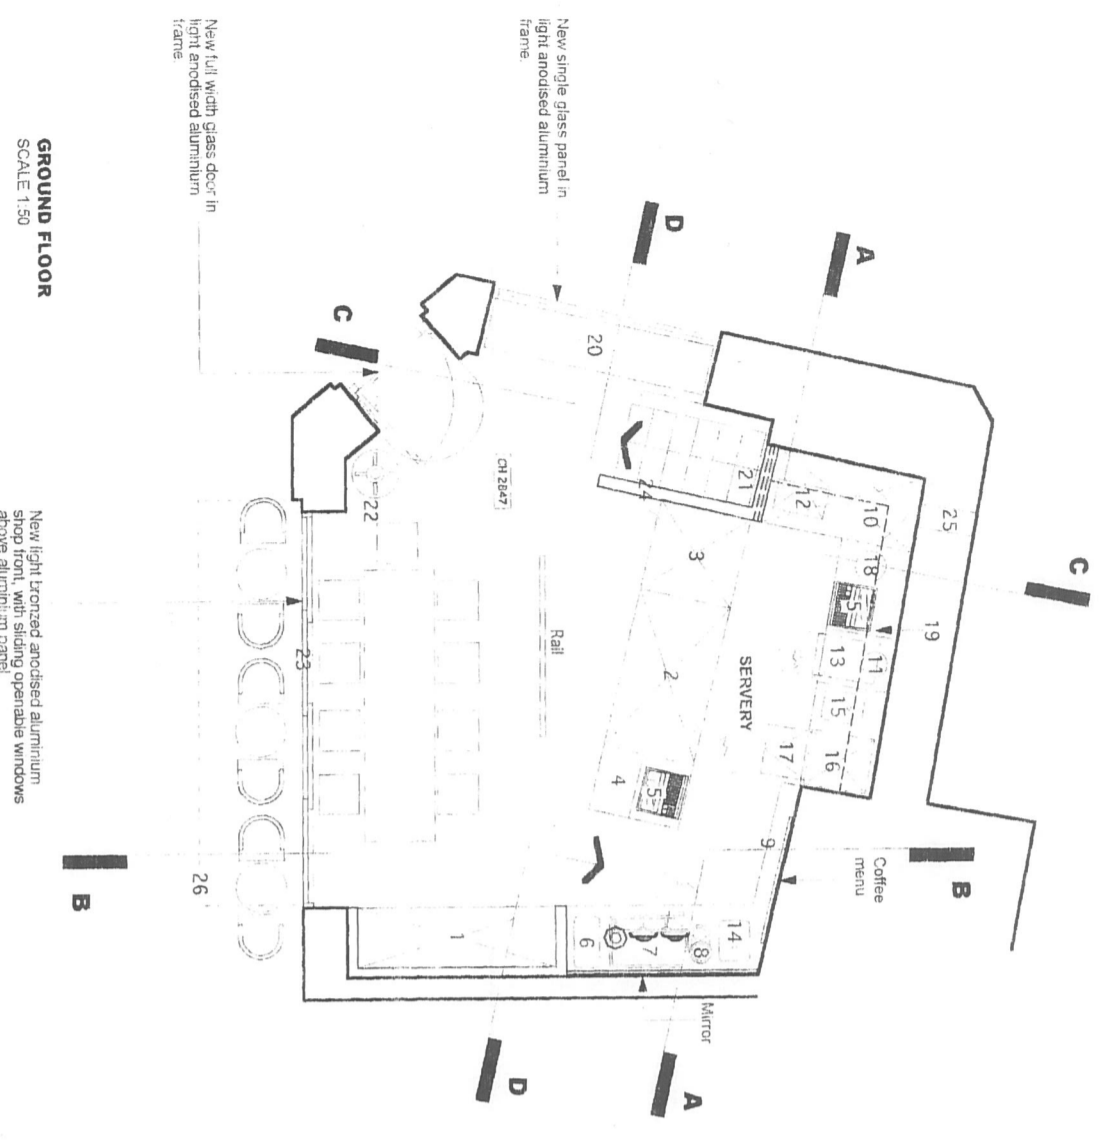 New full width glass door in
light anodised aluminium
frame.
New single glass panel in
light anodised aluminium
frame.
GROUND FLOOR
SCALE 1:50
New light bronzed anodised aluminium
shop front, with sliding openable windows
above aluminium panel
D
A
C
20
C
CH 2847
22
24
21
12
10
25
18
3
5
19
Rail
23
2
SERVERY
13
11
15
17
16
4
5
9
Coffee
menu
B
B
26
1
6
7
8
14
Mirror
D
A